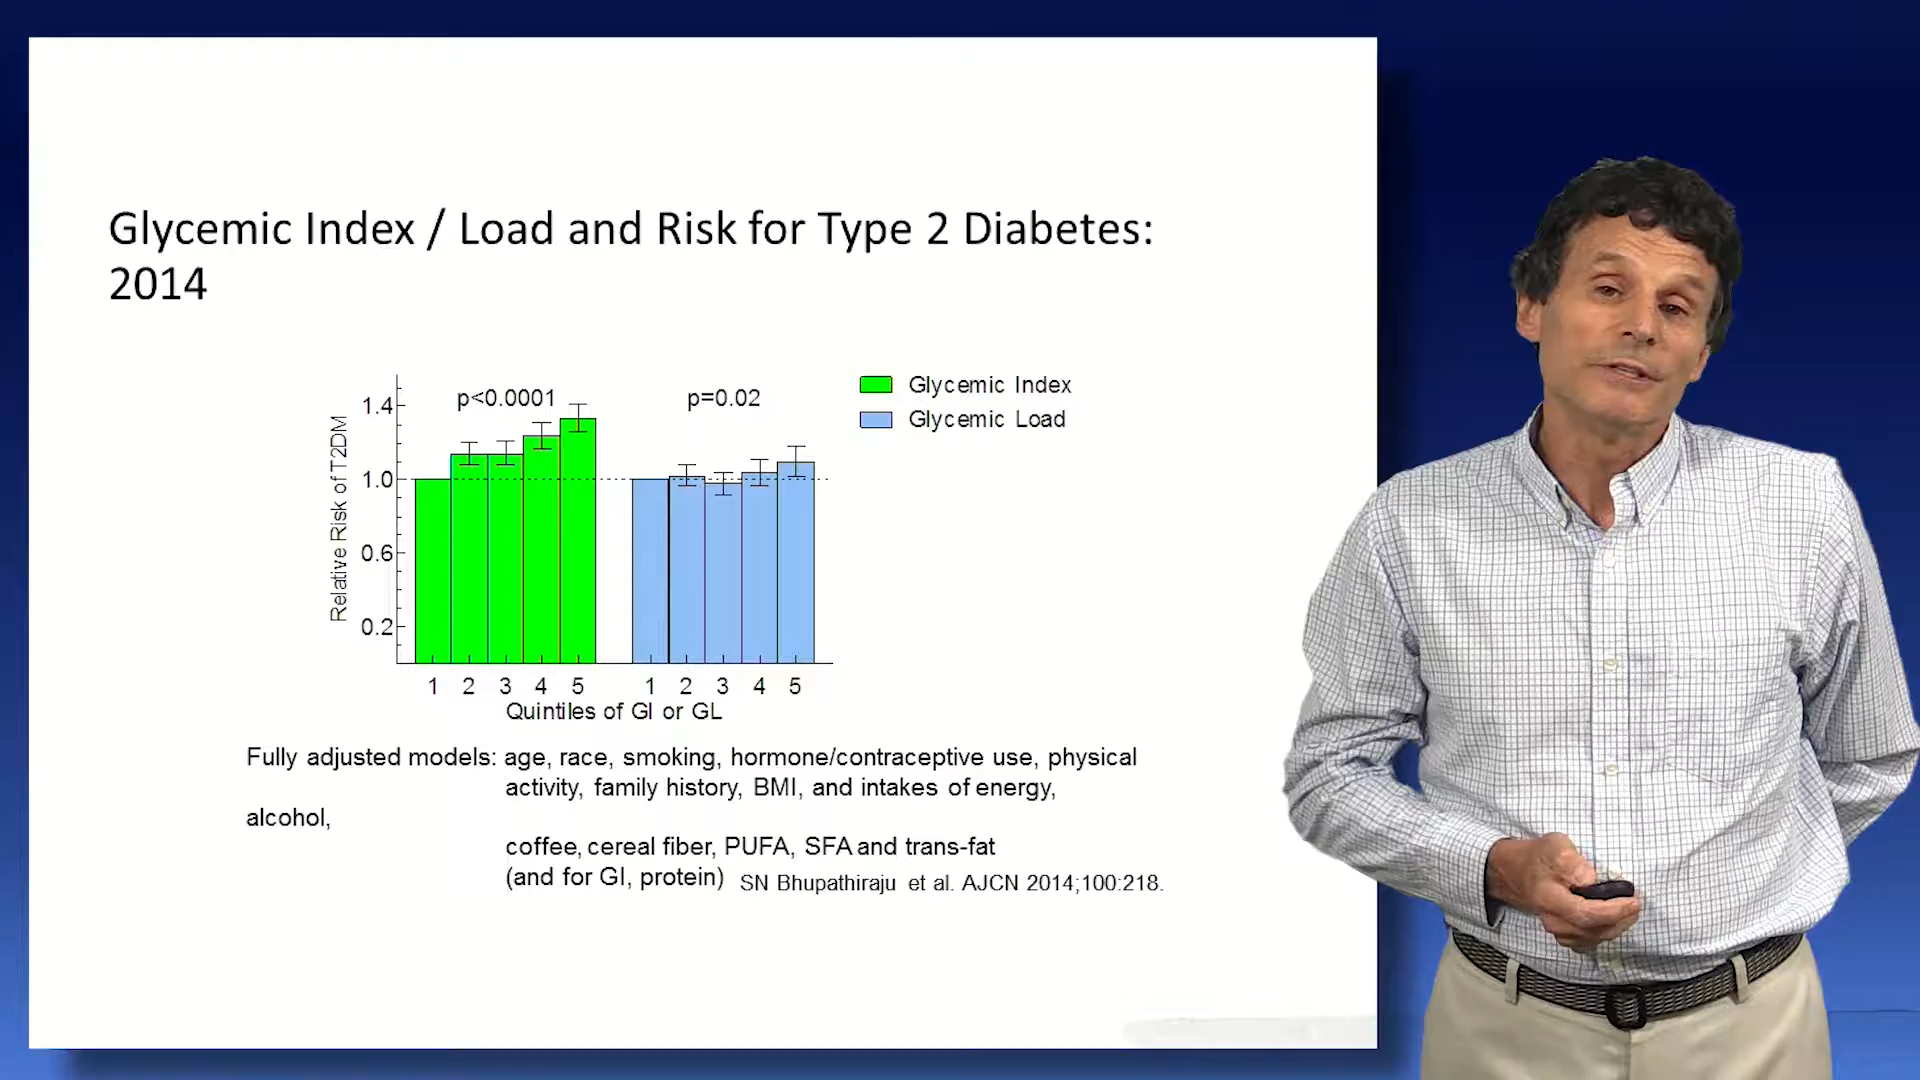 Glycemic Index / Load and Risk for Type 2 Diabetes:
2014
p<0.0001
p=0.02
Glycemic Index
Glycemic Load
Relative Risk of T2DM
1.4
1.0
0.6
0.2
1 2 3 4 5 1 2 3 4 5
Quintiles of GI or GL
Fully adjusted models: age, race, smoking, hormone/contraceptive use, physical
activity, family history, BMI, and intakes of energy,
alcohol,
coffee, cereal fiber, PUFA, SFA and trans-fat
(and for GI, protein) SN Bhupathiraju et al. AJCN 2014;100:218.